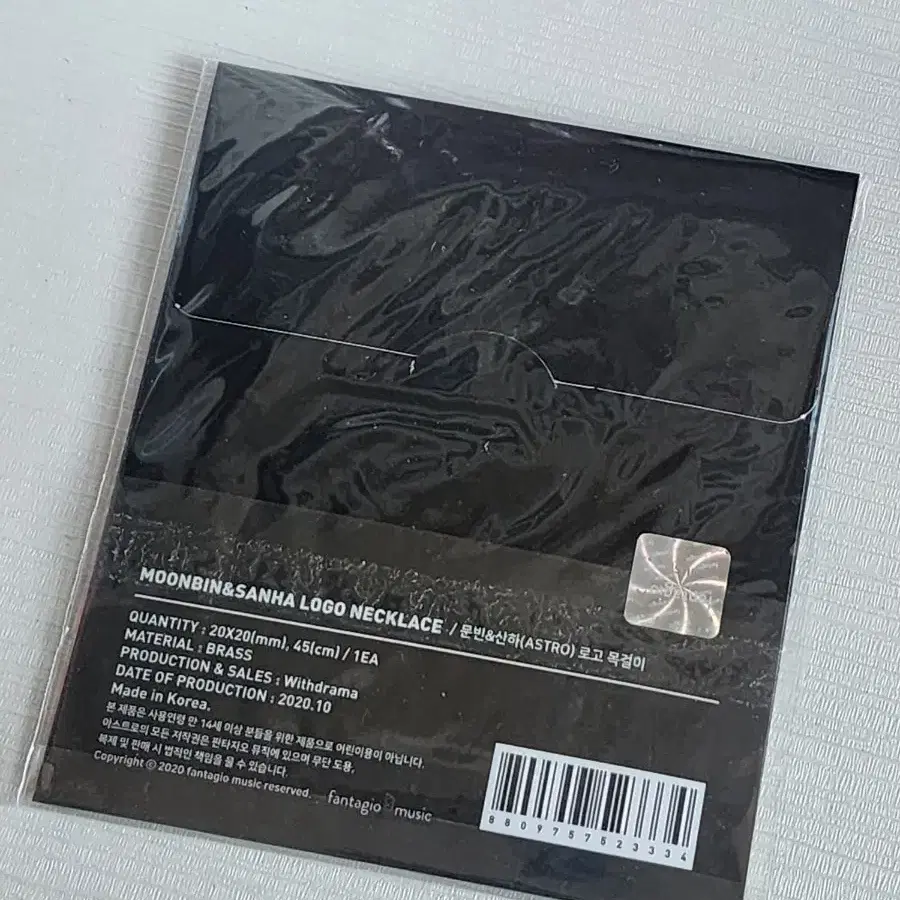 MOONBIN&SANHA LOGO NECKLACE / 문빈&산하(ASTRO) 로고 목걸이
QUANTITY : 20X20(mm), 45(cm) / 1EA
MATERIAL : BRASS
PRODUCTION & SALES : Withdrama
DATE OF PRODUCTION : 2020.10
Made in Korea.
본 제품은 사용연령 만 14세 이상 분들을 위한 제품으로 어린이용이 아닙니다.
아스트로의 모든 저작권은 판타지오 뮤직에 있으며 무단 도용,
복제 및 판매 시 법적인 책임을 물 수 있습니다.
Copyright ⓒ 2020 fantagio music reserved.
fantagio music
8809757523334